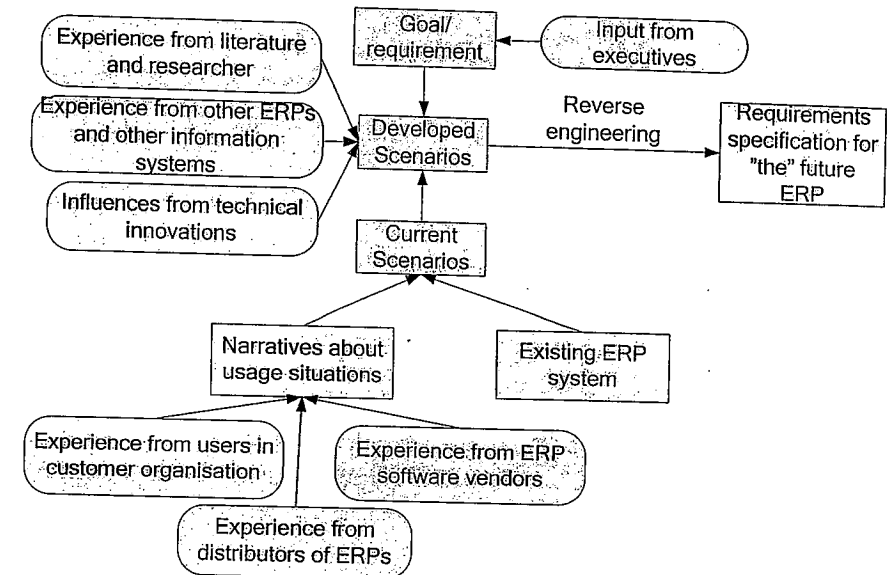 Experience from literature
and researcher
Goal/
requirement
Input from
executives
Experience from other ERPs
and other information
systems
Developed
Scenarios
Reverse
engineering
Requirements
specification for
"the" future
ERP
Influences from technical
innovations
Current
Scenarios
Narratives about
usage situations
Existing ERP
system
Experience from users in
customer organisation
Experience from ERP
software vendors
Experience from
distributors of ERPs